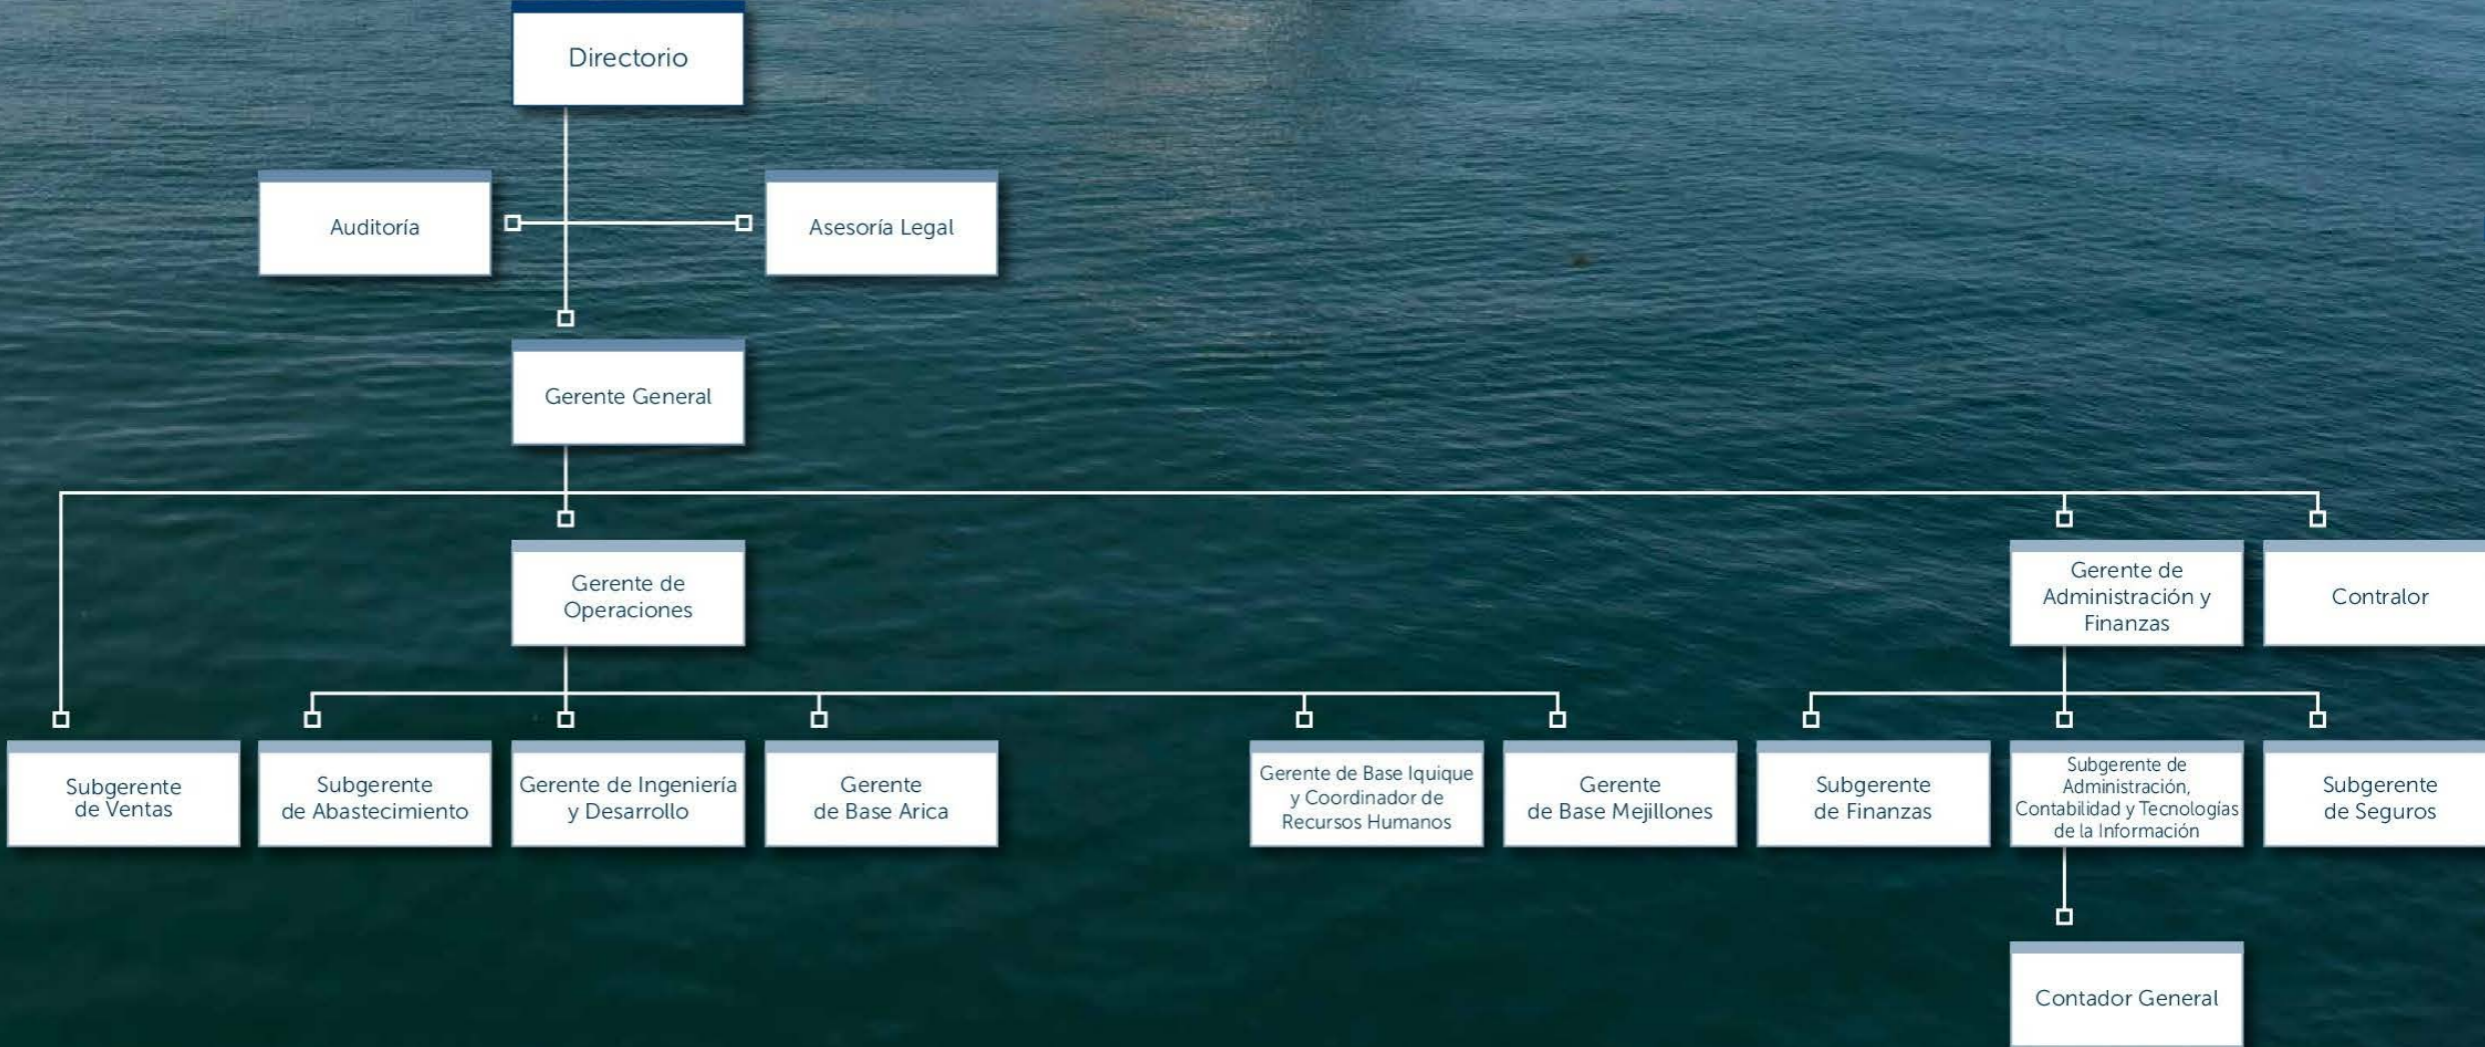 Directorio
Auditoría
Asesoría Legal
Gerente General
Gerente de
Operaciones
Gerente de
Administración y
Finanzas
Contralor
Subgerente
de Ventas
Subgerente
de Abastecimiento
Gerente de Ingeniería
y Desarrollo
Gerente
de Base Arica
Gerente de Base Iquique
y Coordinador de
Recursos Humanos
Gerente
de Base Mejillones
Subgerente
de Finanzas
Subgerente de
Administración,
Contabilidad y Tecnologías
de la Información
Subgerente
de Seguros
Contador General